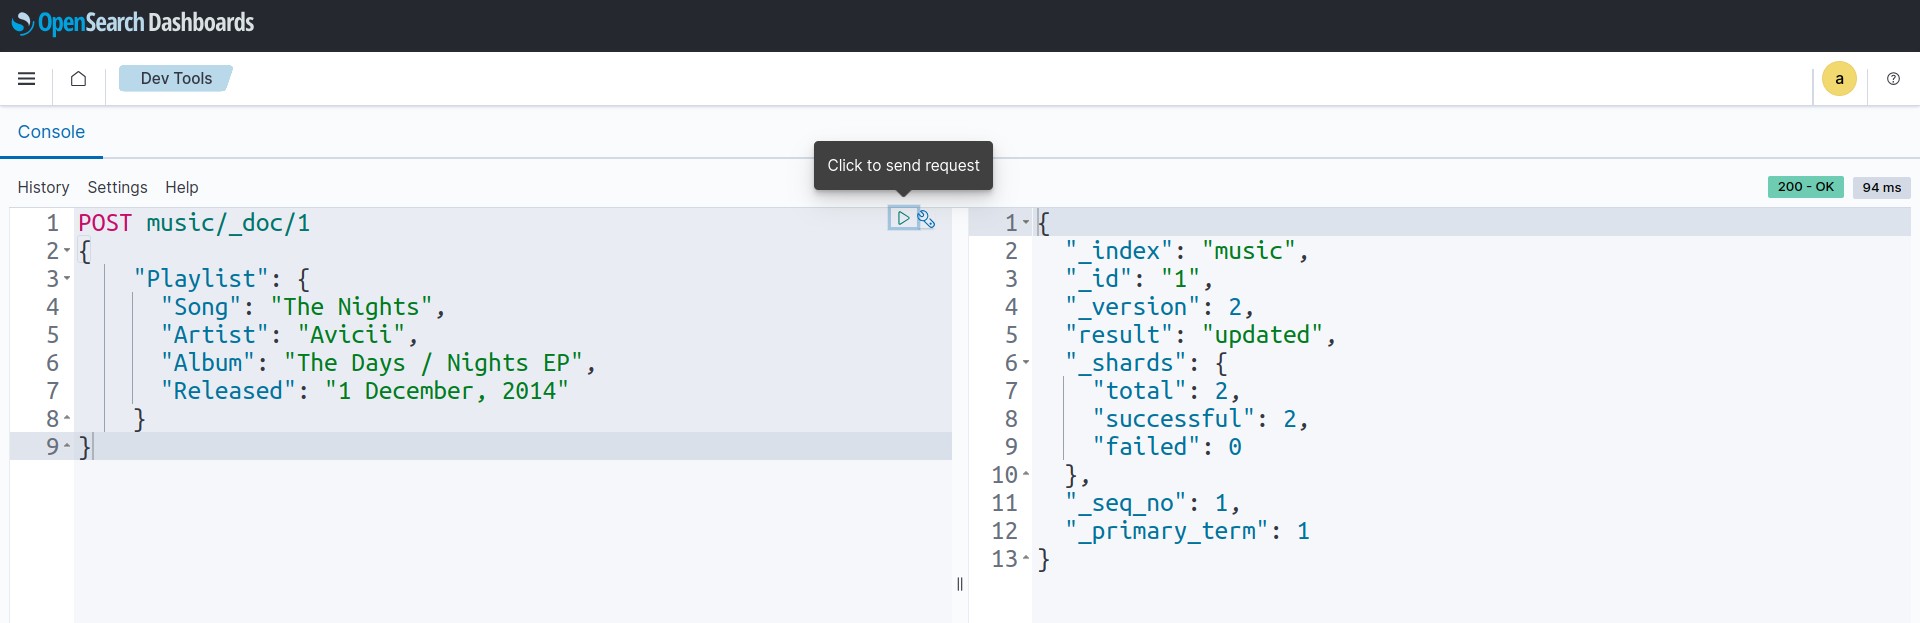 OpenSearch Dashboards
Dev Tools
a
Console
Click to send request
History Settings Help
200 - OK 94 ms
1 POST music/_doc/1
2 {
3     "Playlist": {
4       "Song": "The Nights",
5       "Artist": "Avicii",
6       "Album": "The Days / Nights EP",
7       "Released": "1 December, 2014"
8     }
9 }
1 {
2   "_index": "music",
3   "_id": "1",
4   "_version": 2,
5   "result": "updated",
6   "_shards": {
7     "total": 2,
8     "successful": 2,
9     "failed": 0
10   },
11   "_seq_no": 1,
12   "_primary_term": 1
13 }